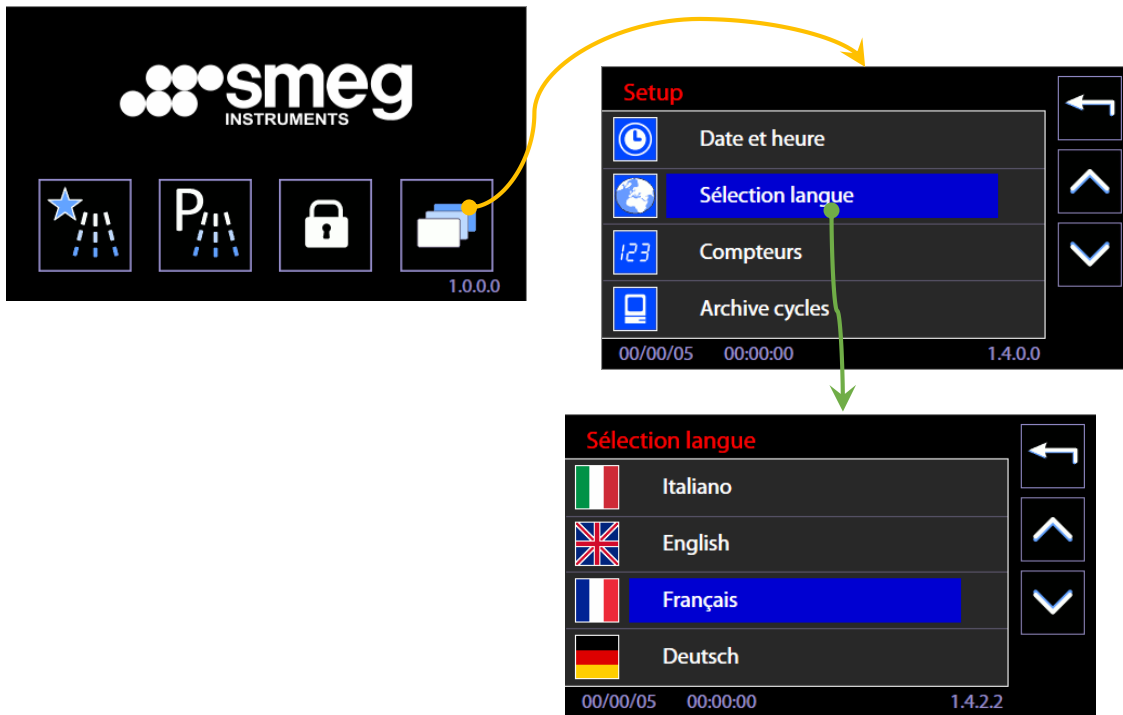 smeg
INSTRUMENTS
P
1.0.0.0
Setup
Date et heure
Sélection langue
123
Compteurs
Archive cycles
00/00/05 00:00:00 1.4.0.0
Sélection langue
Italiano
English
Français
Deutsch
00/00/05 00:00:00 1.4.2.2